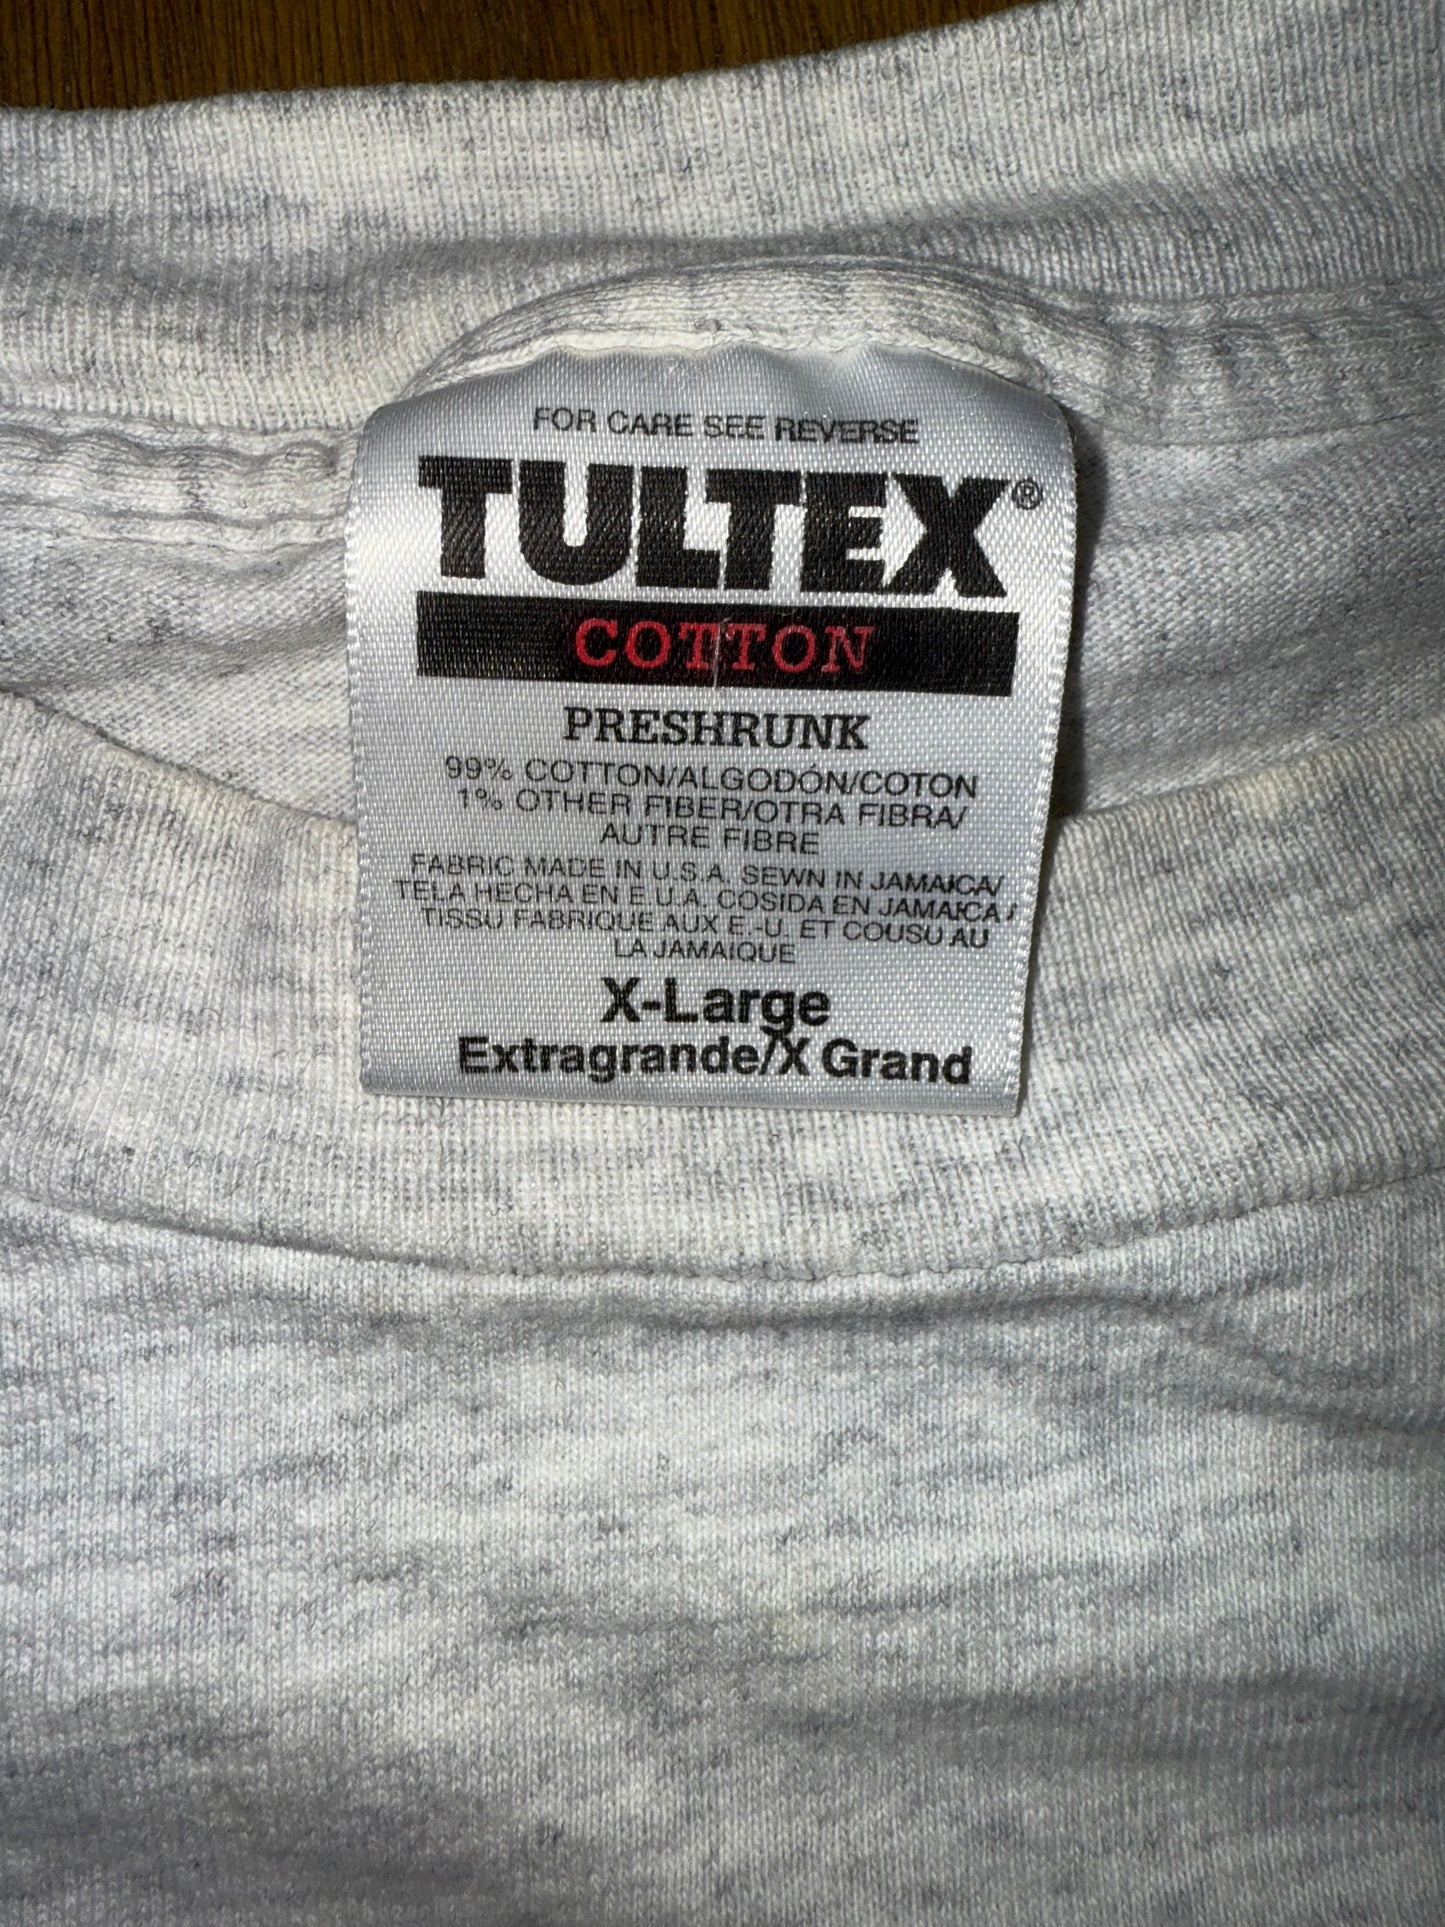 FOR CARE SEE REVERSE
TULTEX®
COTTON
PRESHRUNK
99% COTTON/ALGODÓN/COTON
1% OTHER FIBER/OTRA FIBRA/
AUTRE FIBRE
FABRIC MADE IN U.S.A. SEWN IN JAMAICA/
TELA HECHA EN E.U.A. COSIDA EN JAMAICA/
TISSU FABRIQUE AUX E.-U. ET COUSU AU
LA JAMAIQUE
X-Large
Extragrande/X Grand